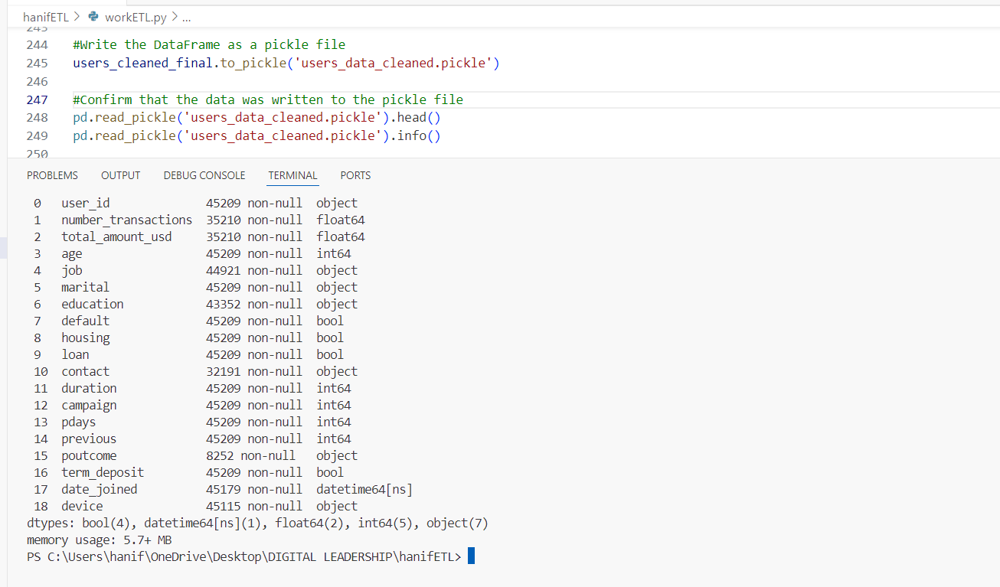 hanifETL > workETL.py > ...
243
244 #Write the DataFrame as a pickle file
245 users_cleaned_final.to_pickle('users_data_cleaned.pickle')
246
247 #Confirm that the data was written to the pickle file
248 pd.read_pickle('users_data_cleaned.pickle').head()
249 pd.read_pickle('users_data_cleaned.pickle').info()
250
PROBLEMS OUTPUT DEBUG CONSOLE TERMINAL PORTS
0 user_id 45209 non-null object
1 number_transactions 35210 non-null float64
2 total_amount_usd 35210 non-null float64
3 age 45209 non-null int64
4 job 44921 non-null object
5 marital 45209 non-null object
6 education 43352 non-null object
7 default 45209 non-null bool
8 housing 45209 non-null bool
9 loan 45209 non-null bool
10 contact 32191 non-null object
11 duration 45209 non-null int64
12 campaign 45209 non-null int64
13 pdays 45209 non-null int64
14 previous 45209 non-null int64
15 poutcome 8252 non-null object
16 term_deposit 45209 non-null bool
17 date_joined 45179 non-null datetime64[ns]
18 device 45115 non-null object
dtypes: bool(4), datetime64[ns](1), float64(2), int64(5), object(7)
memory usage: 5.7+ MB
PS C:\Users\hanif\OneDrive\Desktop\DIGITAL LEADERSHIP\hanifETL>